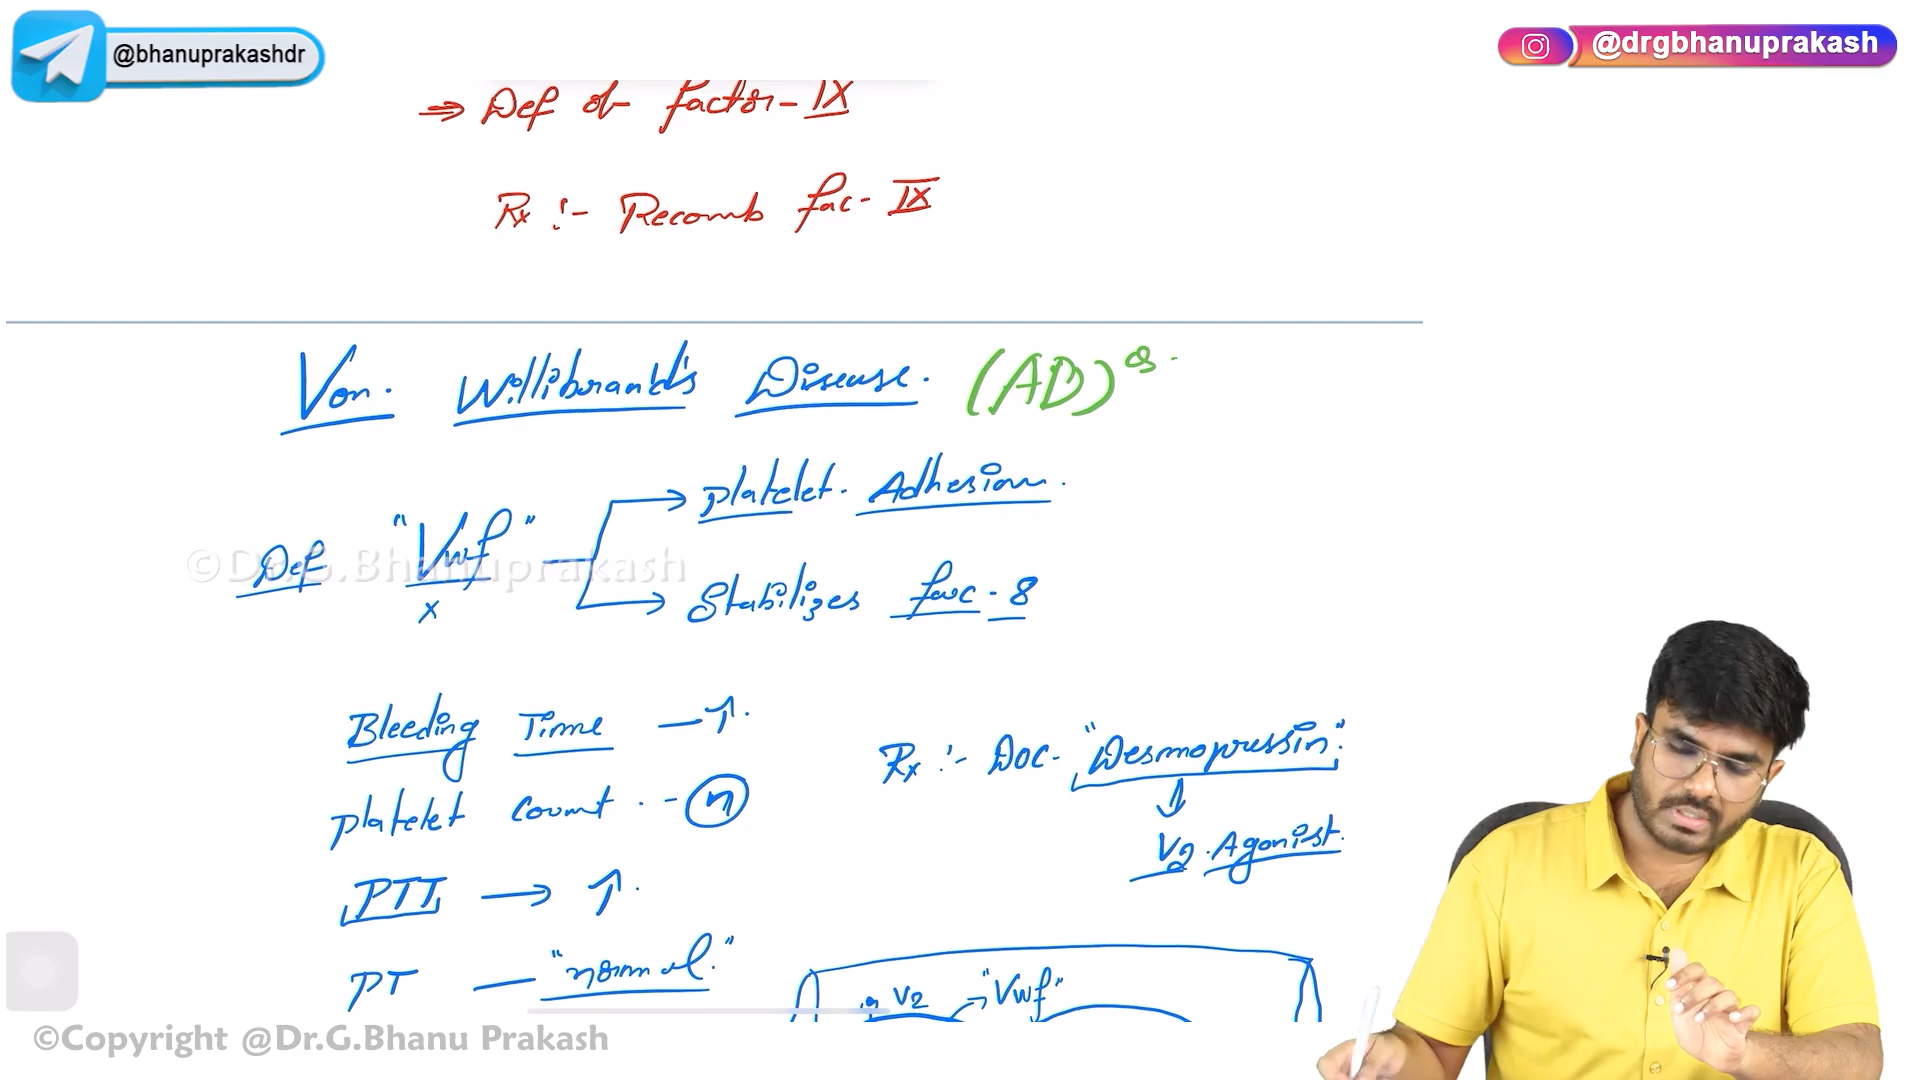 @bhanuprakashdr
@drgbhanuprakash
⇒ Def of factor-IX
Rx :- Recomb fac- IX
Von. Willibrand's Disease. (AD)
Def "Vwf"
x
→ platelet. Adhesion.
→ Stabilizes fac-8
©Dr.G.Bhanuprakash
Bleeding Time — ↑.
platelet count. - n
PTT → ↑.
PT — "normal."
Rx :- DOC- "Desmopressin."
↓
V2. Agonist.
V2 → "Vwf"
©Copyright @Dr.G.Bhanu Prakash